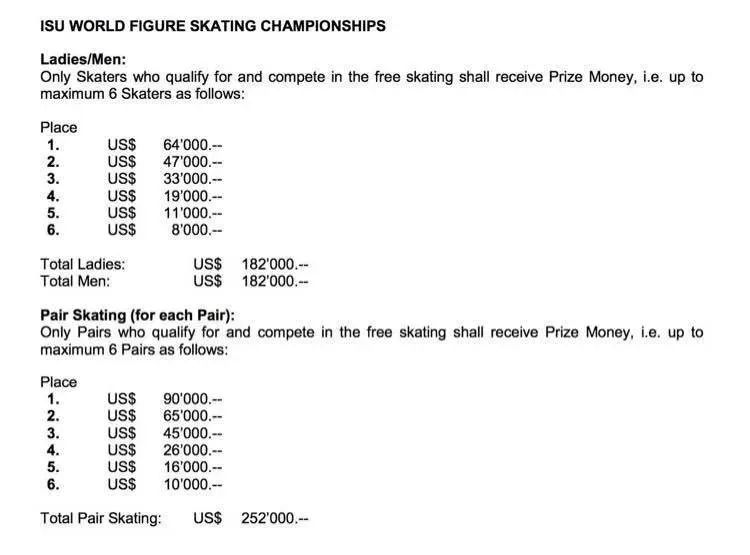 ISU WORLD FIGURE SKATING CHAMPIONSHIPS
Ladies/Men:
Only Skaters who qualify for and compete in the free skating shall receive Prize Money, i.e. up to
maximum 6 Skaters as follows:
Place
1. US$ 64'000.--
2. US$ 47'000.--
3. US$ 33'000.--
4. US$ 19'000.--
5. US$ 11'000.--
6. US$ 8'000.--
Total Ladies: US$ 182'000.--
Total Men: US$ 182'000.--
Pair Skating (for each Pair):
Only Pairs who qualify for and compete in the free skating shall receive Prize Money, i.e. up to
maximum 6 Pairs as follows:
Place
1. US$ 90'000.--
2. US$ 65'000.--
3. US$ 45'000.--
4. US$ 26'000.--
5. US$ 16'000.--
6. US$ 10'000.--
Total Pair Skating: US$ 252'000.--